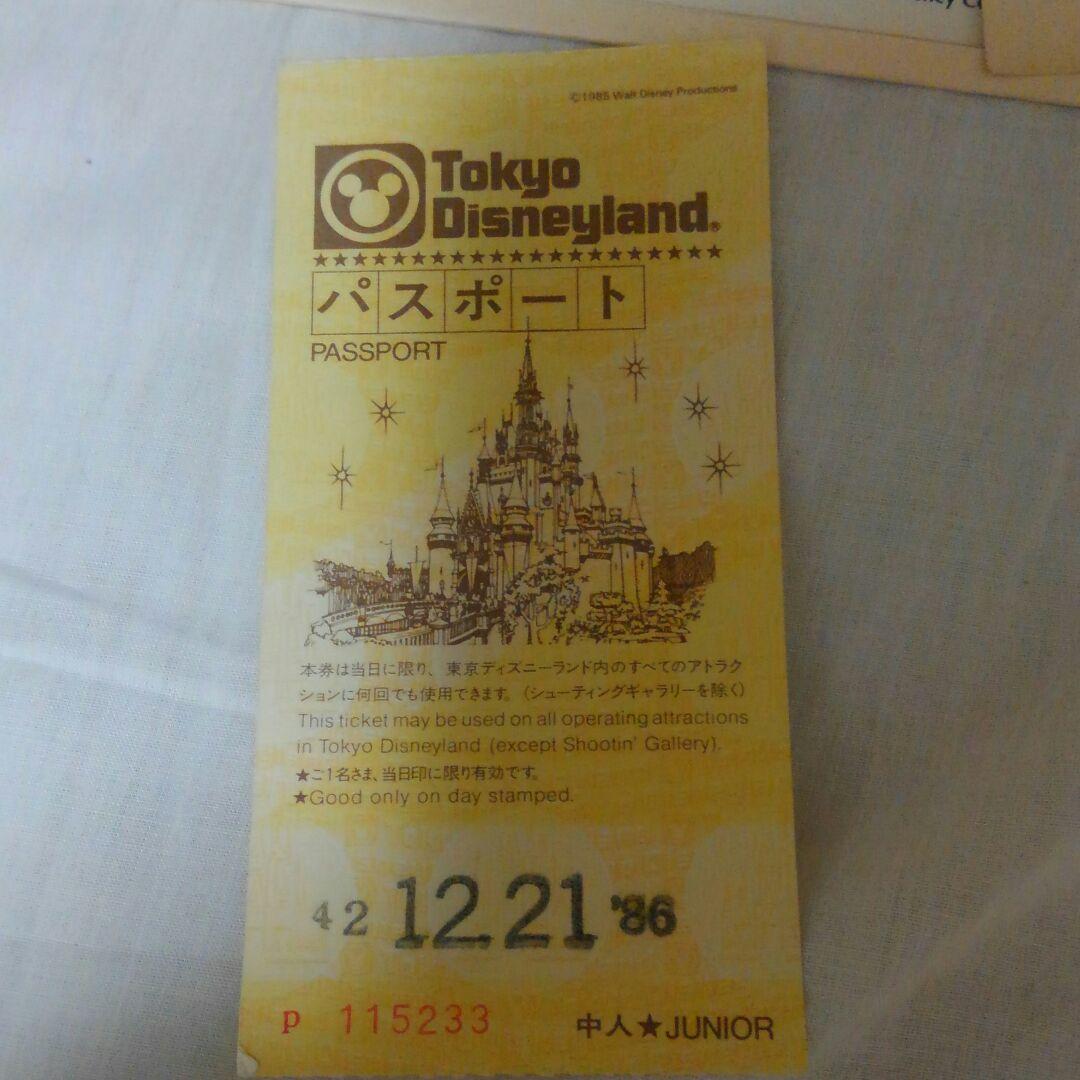 ©1985 Walt Disney Productions
Tokyo
Disneyland®
★★★★★★★★★★★★★★★★★★★★
パスポート
PASSPORT
本券は当日に限り、東京ディズニーランド内のすべてのアトラク
ションに何回でも使用できます。(シューティングギャラリーを除く)
This ticket may be used on all operating attractions
in Tokyo Disneyland (except Shootin' Gallery).
★ご1名さま、当日印に限り有効です。
★Good only on day stamped.
42 12.21 '86
P 115233 中人★JUNIOR